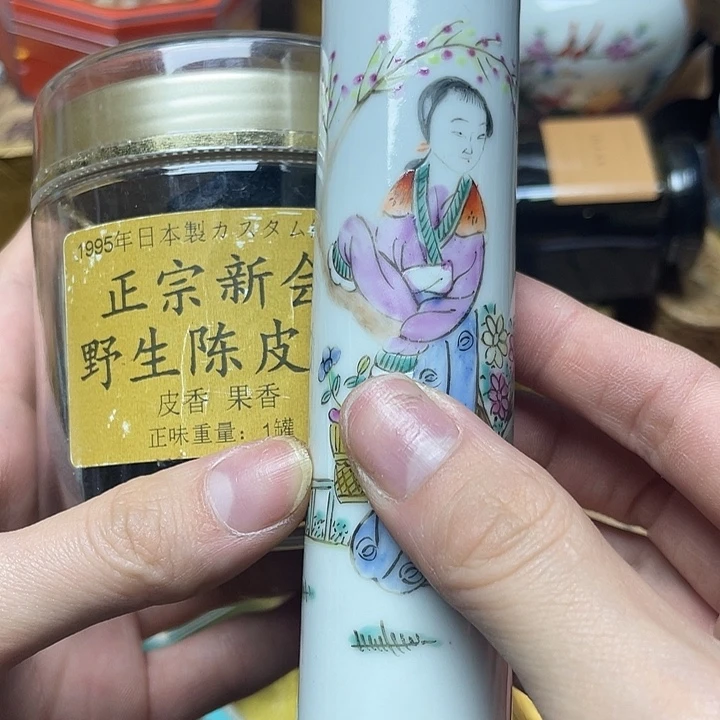 1995年日本製カスタム
正宗新会
野生陈皮
皮香 果香
正味重量: 1罐